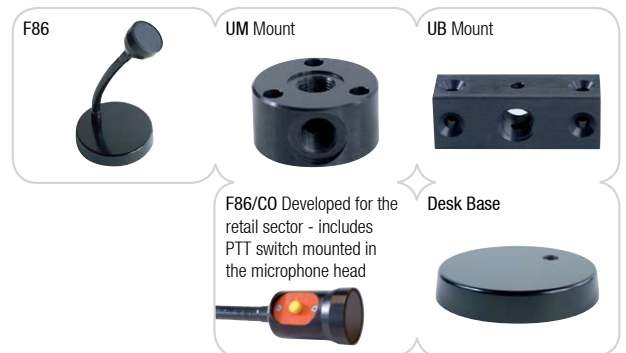 F86
UM Mount
UB Mount
F86/CO Developed for the
retail sector - includes
PTT switch mounted in
the microphone head
Desk Base